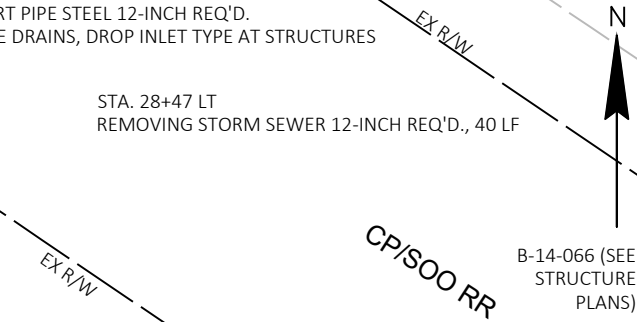 RT PIPE STEEL 12-INCH REQ'D.
E DRAINS, DROP INLET TYPE AT STRUCTURES
EX R/W
N
STA. 28+47 LT
REMOVING STORM SEWER 12-INCH REQ'D., 40 LF
EX R/W
CP/SOO RR
B-14-066 (SEE
STRUCTURE
PLANS)